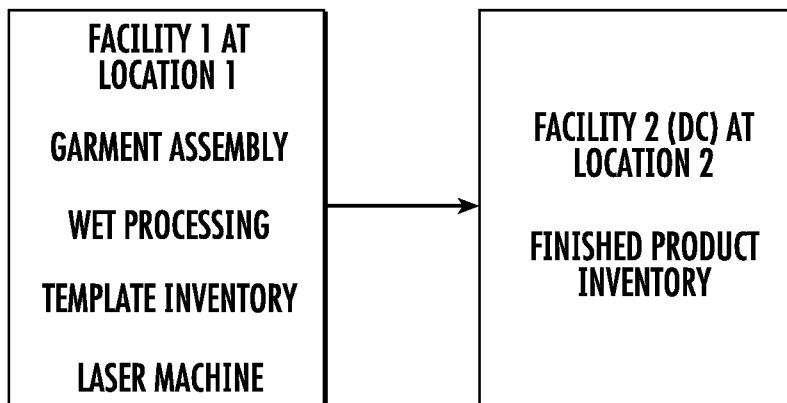 FACILITY 1 AT
LOCATION 1
GARMENT ASSEMBLY
WET PROCESSING
TEMPLATE INVENTORY
LASER MACHINE
FACILITY 2 (DC) AT
LOCATION 2
FINISHED PRODUCT
INVENTORY